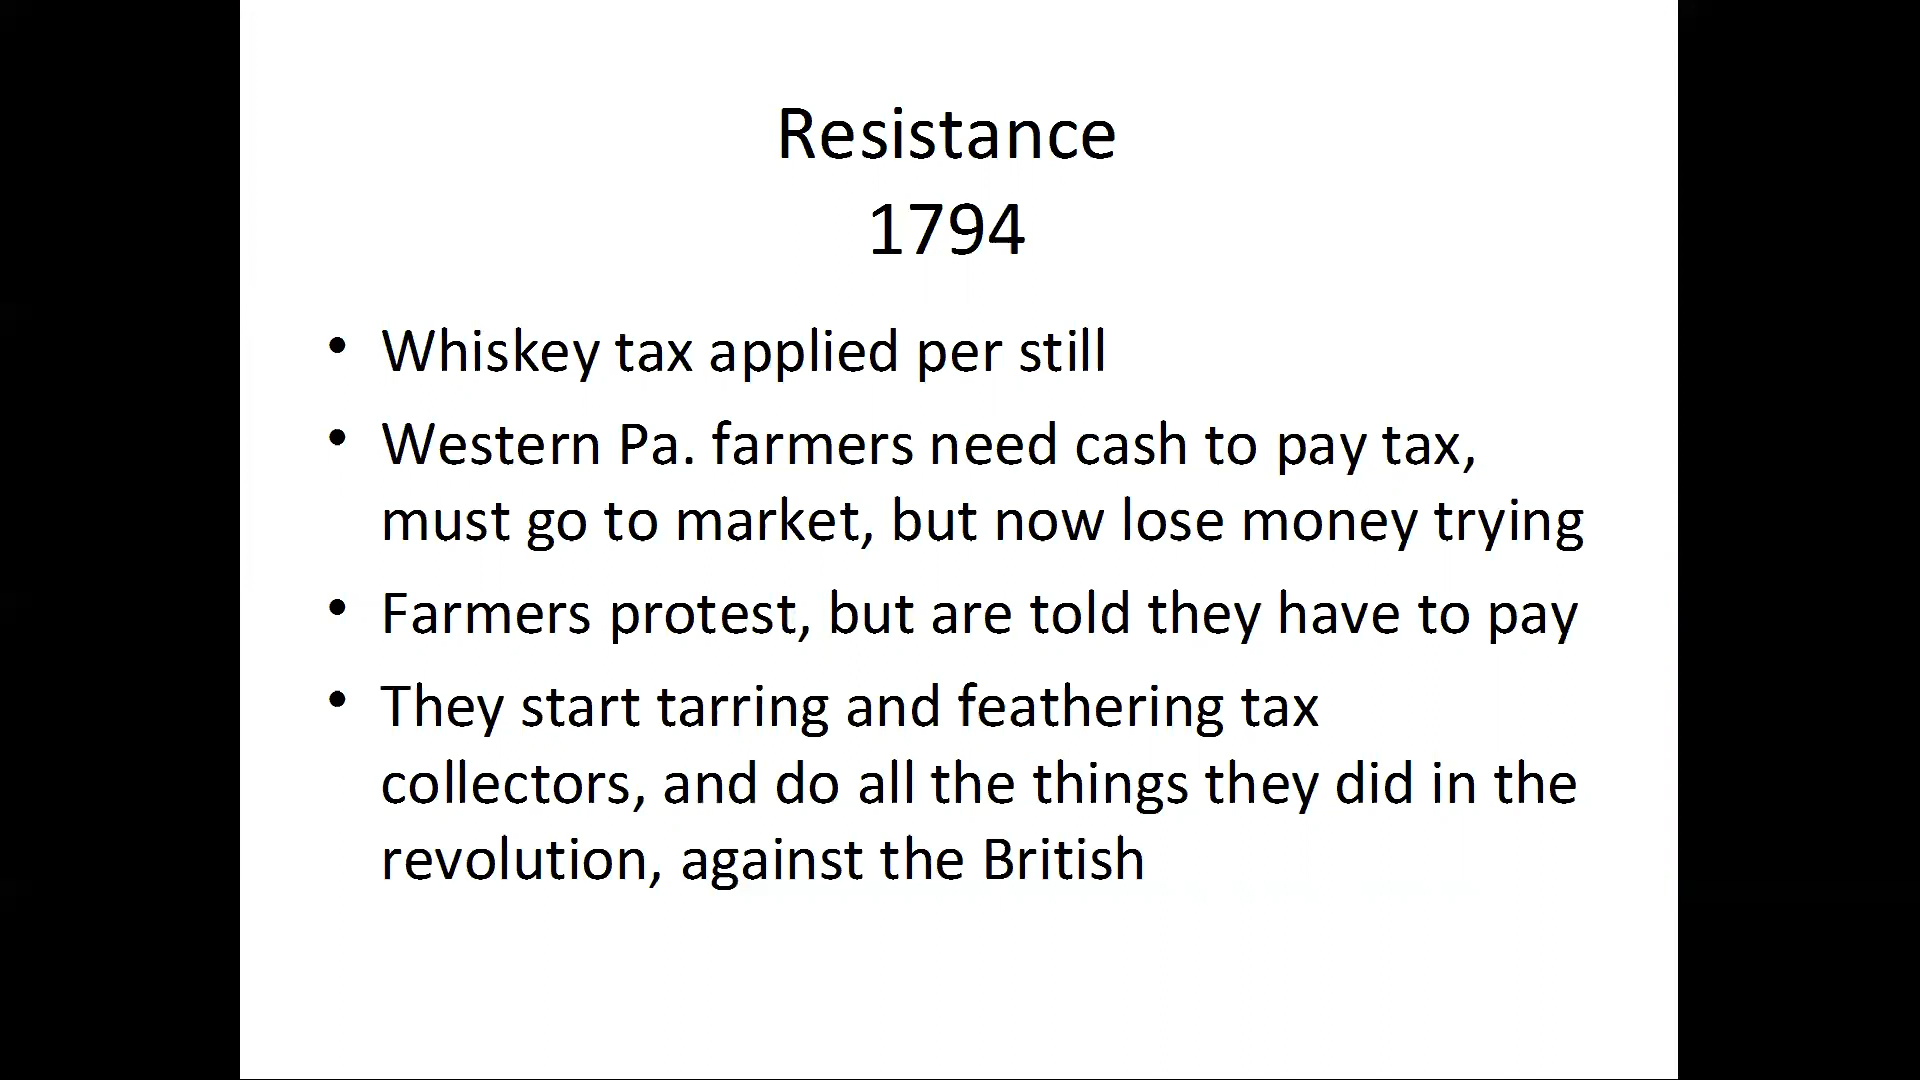 Resistance
1794
• Whiskey tax applied per still
• Western Pa. farmers need cash to pay tax,
must go to market, but now lose money trying
• Farmers protest, but are told they have to pay
• They start tarring and feathering tax
collectors, and do all the things they did in the
revolution, against the British